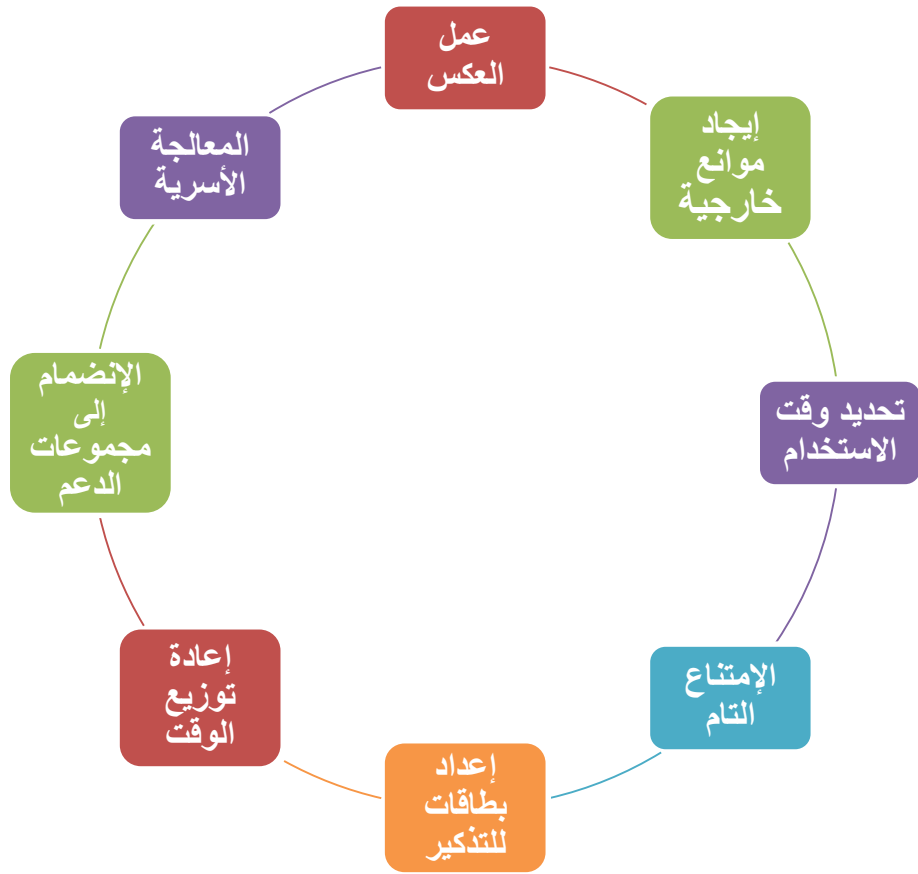 عمل
العكس
إيجاد
موانع
خارجية
تحديد وقت
الاستخدام
الإمتناع
التام
إعداد
بطاقات
للتذكير
إعادة
توزيع
الوقت
الإنضمام
إلى
مجموعات
الدعم
المعالجة
الأسرية